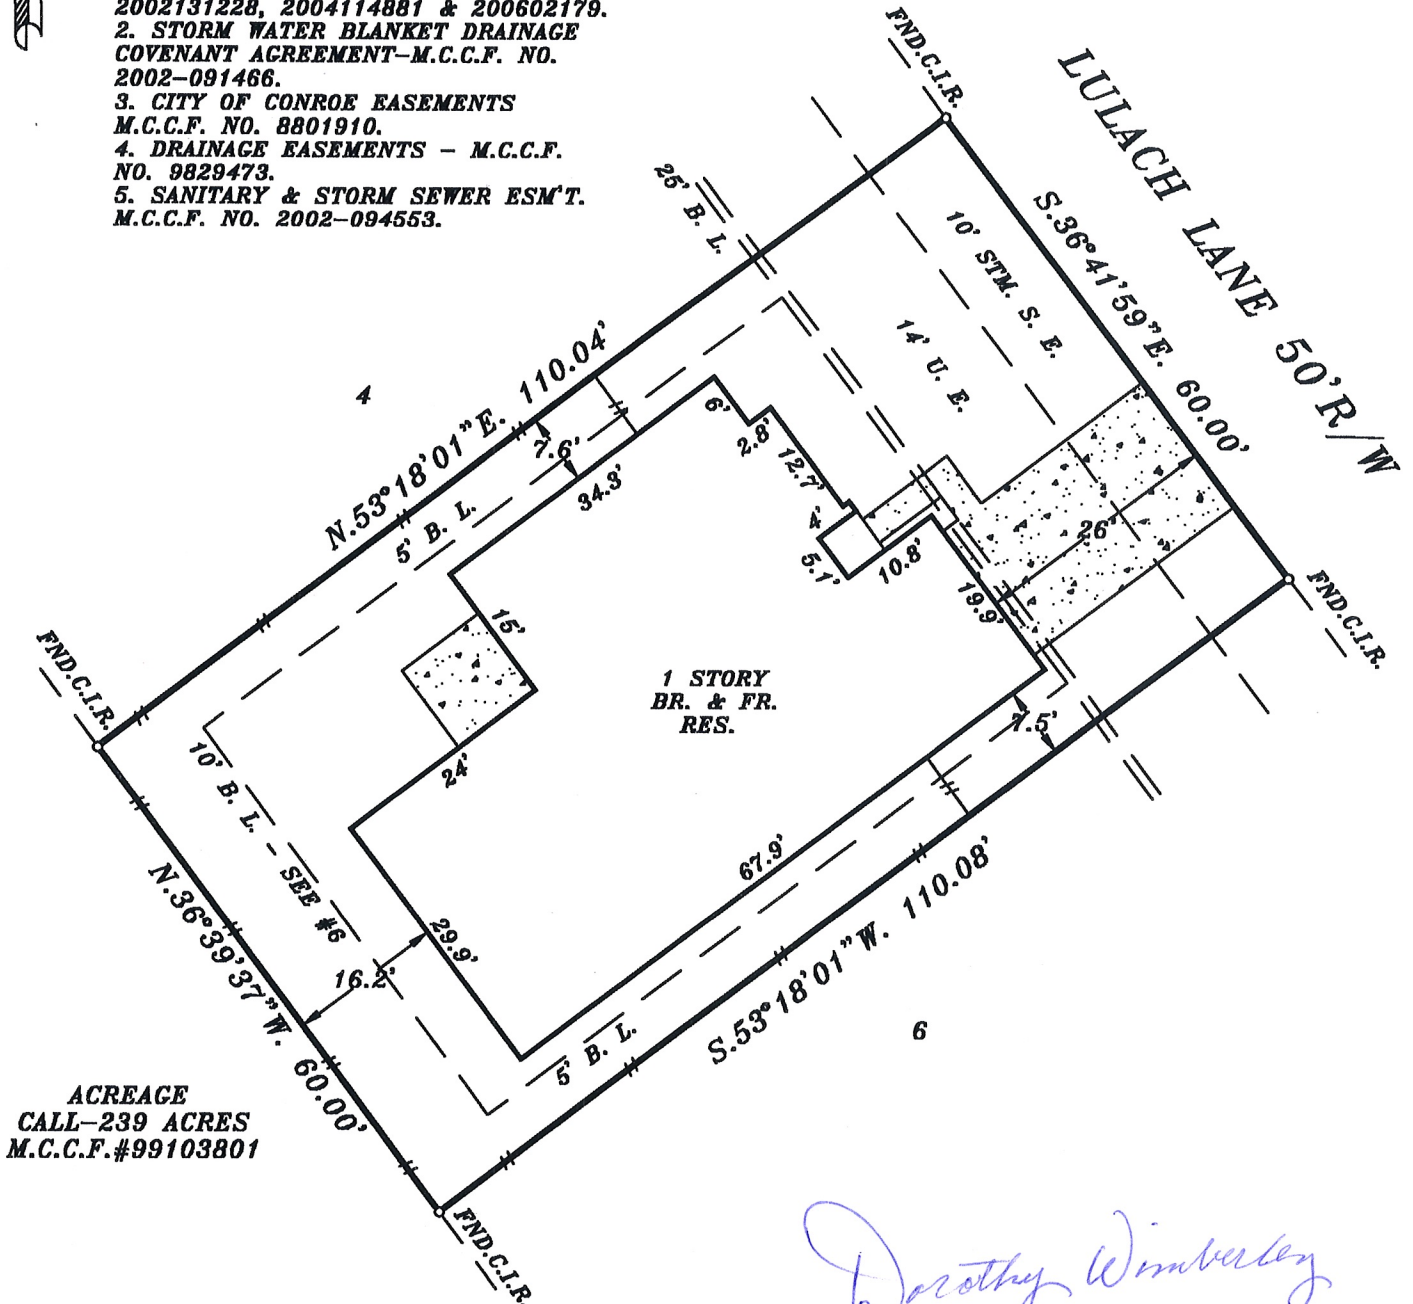 2002131228, 2004114881 & 200602179.
2. STORM WATER BLANKET DRAINAGE
COVENANT AGREEMENT-M.C.C.F. NO.
2002-091466.
3. CITY OF CONROE EASEMENTS
M.C.C.F. NO. 8801910.
4. DRAINAGE EASEMENTS - M.C.C.F.
NO. 9829473.
5. SANITARY & STORM SEWER ESM'T.
M.C.C.F. NO. 2002-094553.
FND.C.I.R.
LULACH LANE 50'R/W
25' B. L.
10' STM. S. E.
S.36°41'59"E. 60.00'
14' U. E.
4
N.53°18'01"E. 110.04'
7.6'
34.3'
6'
2.8'
12.7'
4'
5.1'
10.8'
26'
19.9'
5' B. L.
FND.C.I.R.
FND.C.I.R.
15'
1 STORY
BR. & FR.
RES.
7.5'
24'
10' B. L. - SEE #6
67.9'
29.9'
16.2'
N.36°39'37"W. 60.00'
S.53°18'01"W. 110.08'
5' B. L.
6
ACREAGE
CALL-239 ACRES
M.C.C.F.#99103801
FND.C.I.R.
Dorothy Wimberley